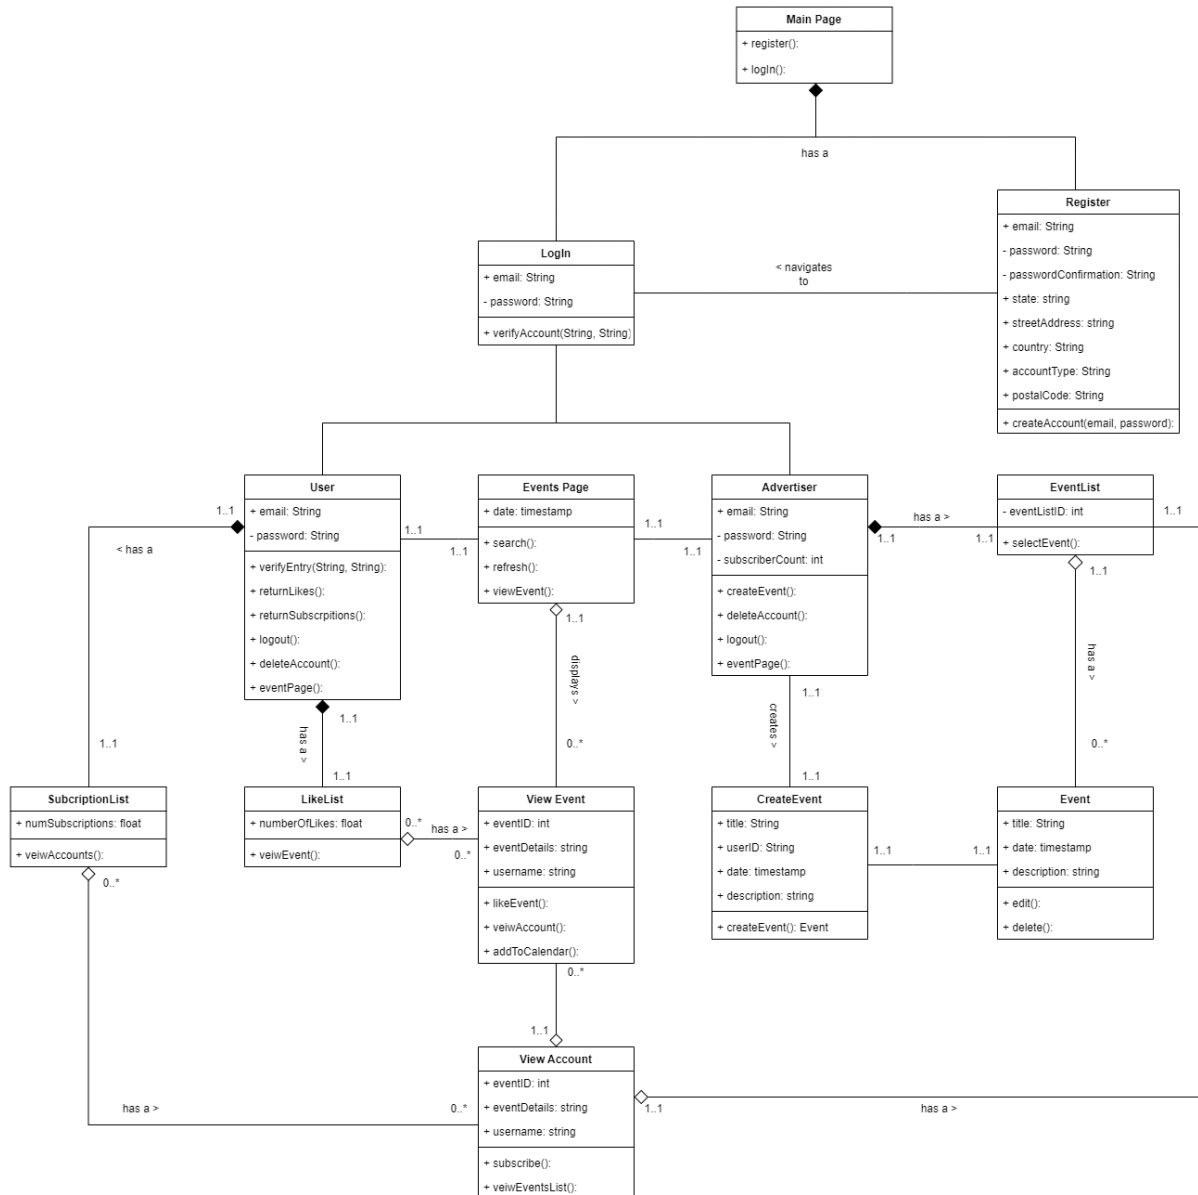 Main Page
+ register():
+ logIn():
has a
Register
+ email: String
- password: String
- passwordConfirmation: String
+ state: string
+ streetAddress: string
+ country: String
+ accountType: String
+ postalCode: String
+ createAccount(email, password):
LogIn
+ email: String
- password: String
+ verifyAccount(String, String)
< navigates
to
User
+ email: String
- password: String
+ verifyEntry(String, String):
+ returnLikes():
+ returnSubscrpitions():
+ logout():
+ deleteAccount():
+ eventPage():
1..1
< has a
1..1
1..1
1..1
Events Page
+ date: timestamp
+ search():
+ refresh():
+ viewEvent():
1..1
1..1
Advertiser
+ email: String
- password: String
- subscriberCount: int
+ createEvent():
+ deleteAccount():
+ logout():
+ eventPage():
has a >
1..1
1..1
EventList
- eventListID: int
+ selectEvent():
1..1
1..1
has a >
0..*
1..1
displays >
0..*
1..1
creates >
1..1
1..1
has a >
1..1
SubcriptionList
+ numSubscriptions: float
+ veiwAccounts():
0..*
LikeList
+ numberOfLikes: float
+ veiwEvent():
0..*
has a >
0..*
View Event
+ eventID: int
+ eventDetails: string
+ username: string
+ likeEvent():
+ veiwAccount():
+ addToCalendar():
0..*
1..1
CreateEvent
+ title: String
+ userID: String
+ date: timestamp
+ description: string
+ createEvent(): Event
1..1
1..1
Event
+ title: String
+ date: timestamp
+ description: string
+ edit():
+ delete():
View Account
+ eventID: int
+ eventDetails: string
+ username: string
+ subscribe():
+ veiwEventsList():
has a >
0..*
1..1
has a >